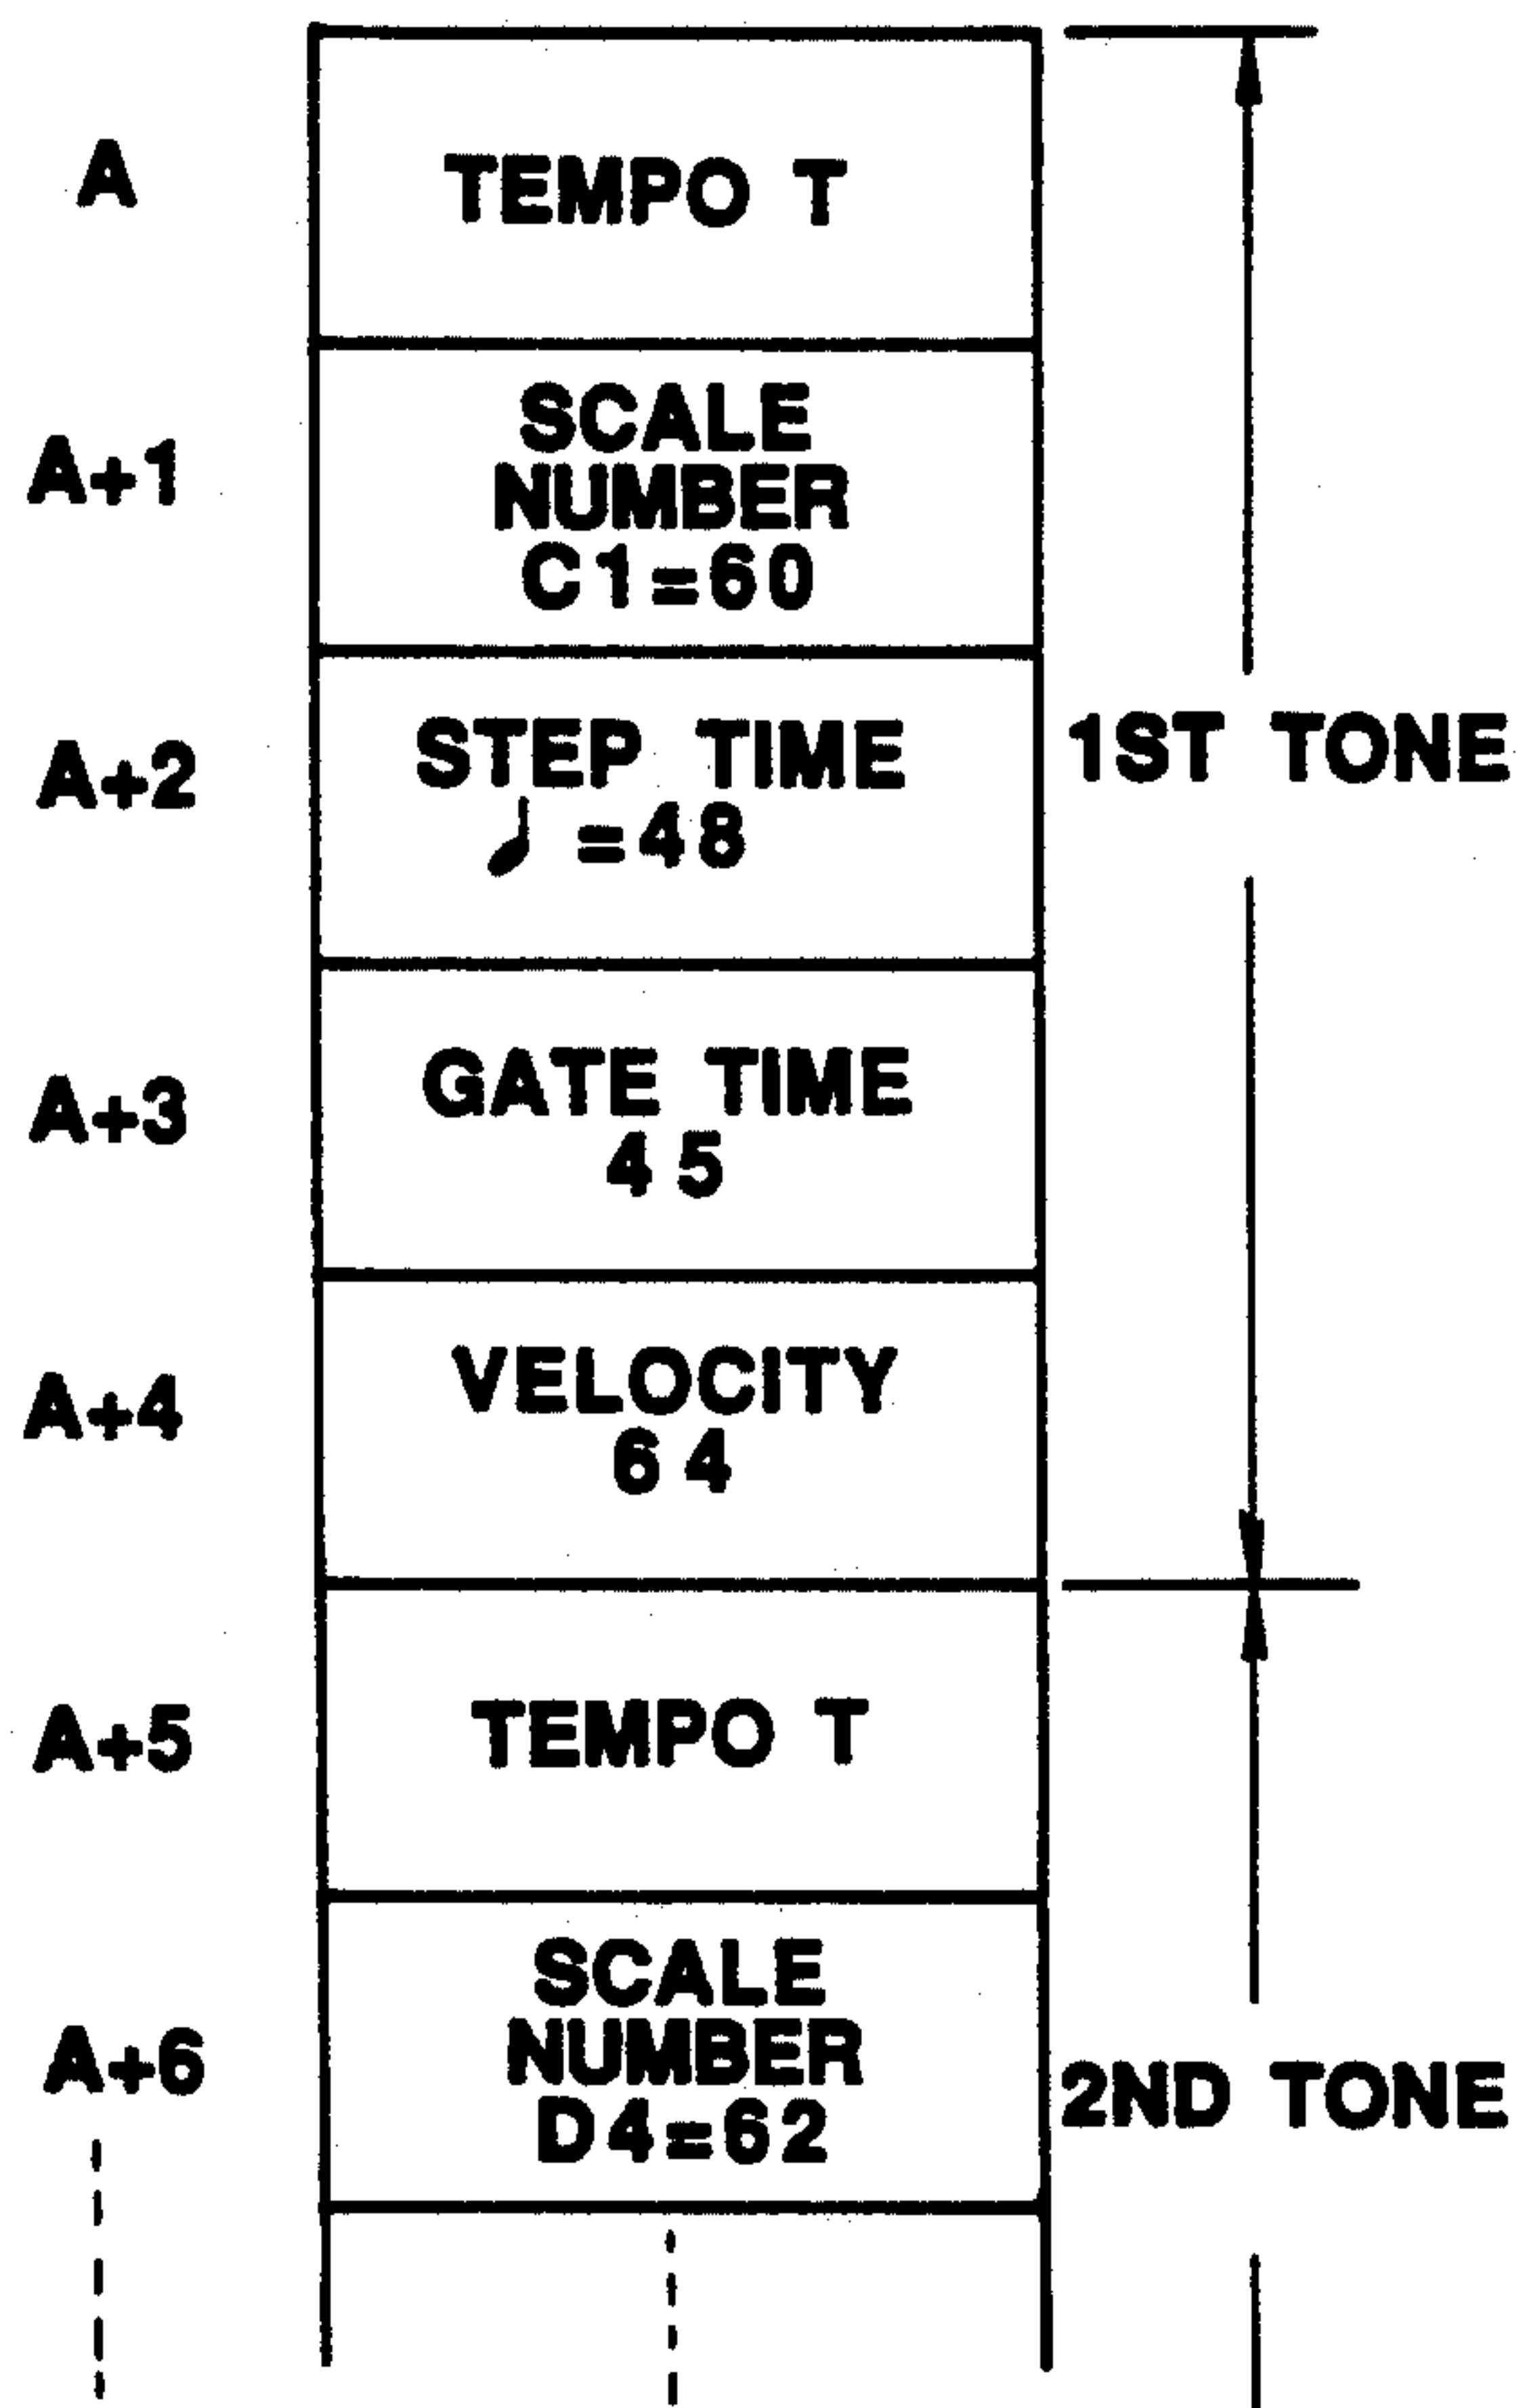 A
TEMPO T
A+1
SCALE
NUMBER
C1=60
A+2
STEP TIME
♩ =48
1ST TONE
A+3
GATE TIME
45
A+4
VELOCITY
64
A+5
TEMPO T
A+6
SCALE
NUMBER
D4=62
2ND TONE